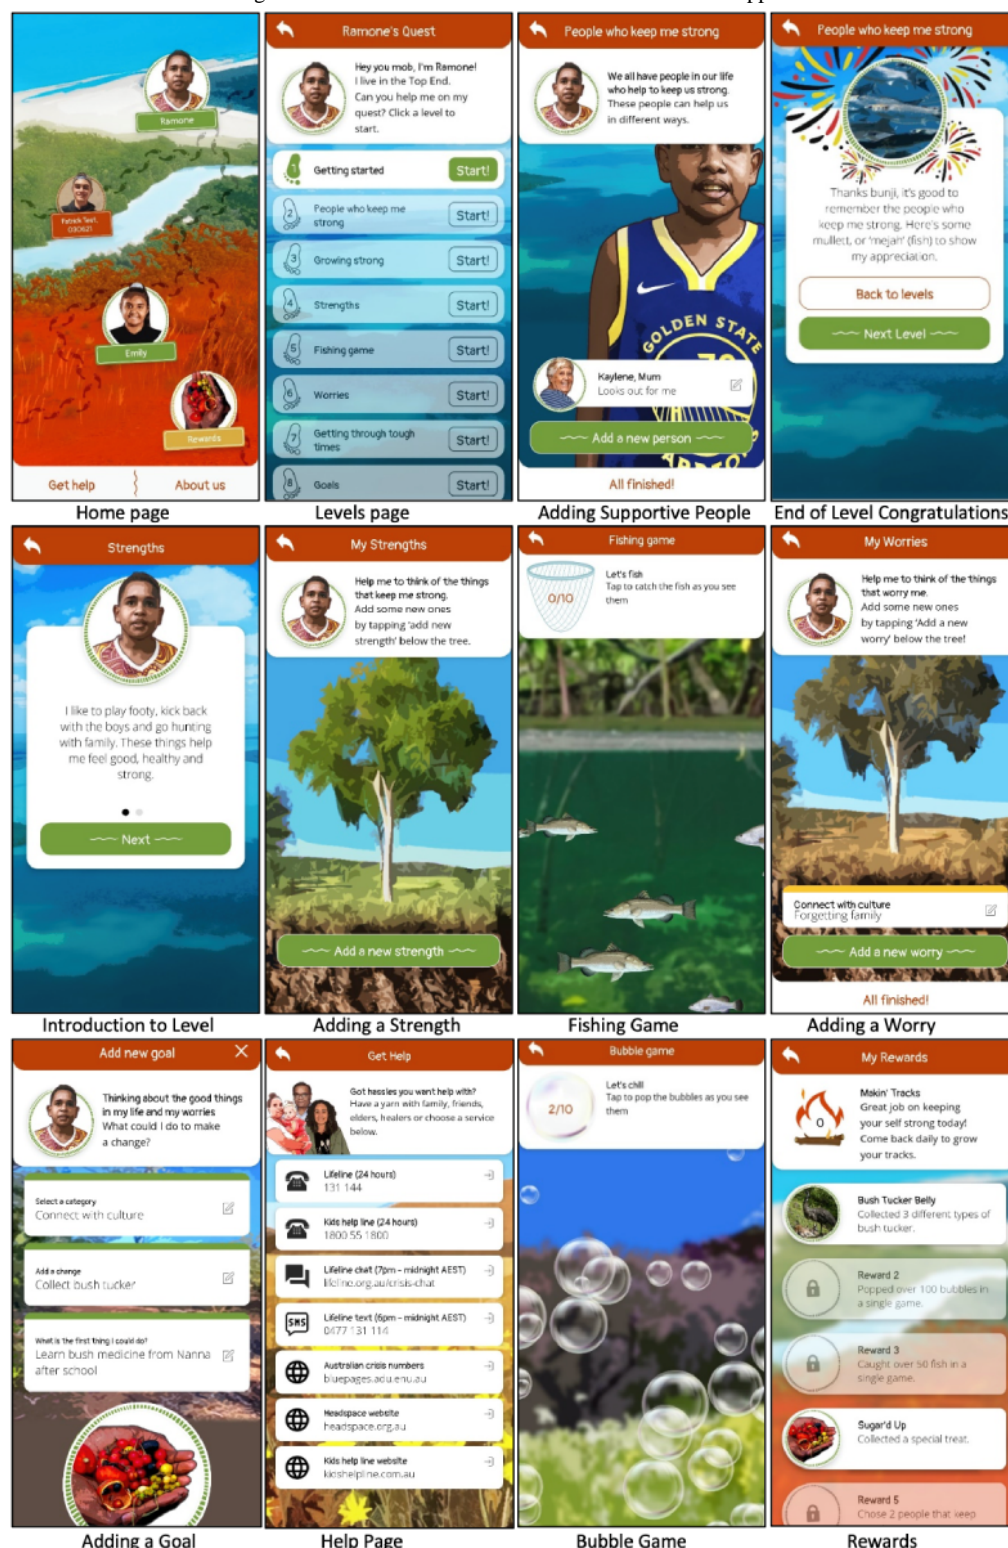 Ramone
Patrick Test,
030621
Emily
Rewards
Get help
About us
Home page
Ramone's Quest
Hey you mob, I'm Ramone!
I live in the Top End.
Can you help me on my
quest? Click a level to
start.
Getting started
Start!
2
People who keep me
strong
Start!
3
Growing strong
Start!
4
Strengths
Start!
5
Fishing game
Start!
6
Worries
Start!
7
Getting through tough
times
Start!
8
Goals
Start!
Levels page
People who keep me strong
We all have people in our life
who help to keep us strong.
These people can help us
in different ways.
GOLDEN STATE
Kaylene, Mum
Looks out for me
Add a new person
All finished!
Adding Supportive People
People who keep me strong
Thanks bunji, it's good to
remember the people who
keep me strong. Here's some
mullett, or 'mejah' (fish) to show
my appreciation.
Back to levels
Next Level
End of Level Congratulations
Strengths
I like to play footy, kick back
with the boys and go hunting
with family. These things help
me feel good, healthy and
strong.
Next
Introduction to Level
My Strengths
Help me to think of the things
that keep me strong.
Add some new ones
by tapping 'add new
strength' below the tree.
Add a new strength
Adding a Strength
Fishing game
0/10
Let's fish
Tap to catch the fish as you see
them
Fishing Game
My Worries
Help me to think of the things
that worry me.
Add some new ones
by tapping 'Add a new
worry' below the tree!
Connect with culture
Forgetting family
Add a new worry
All finished!
Adding a Worry
Add new goal
Thinking about the good things
in my life and my worries
What could I do to make
a change?
Select a category
Connect with culture
Add a change
Collect bush tucker
What is the first thing I could do?
Learn bush medicine from Nanna
after school
Adding a Goal
Get Help
Got hassles you want help with?
Have a yarn with family, friends,
elders, healers or choose a service
below.
Lifeline (24 hours)
131 144
Kids help line (24 hours)
1800 55 1800
Lifeline chat (7pm - midnight AEST)
lifeline.org.au/crisis-chat
SMS
Lifeline text (6pm - midnight AEST)
0477 131 114
Australian crisis numbers
bluepages.adu.enu.au
Headspace website
headspace.org.au
Kids help line website
kidshelpline.com.au
Help Page
Bubble game
2/10
Let's chill
Tap to pop the bubbles as you see
them
Bubble Game
My Rewards
0
Makin' Tracks
Great job on keeping
your self strong today!
Come back daily to grow
your tracks.
Bush Tucker Belly
Collected 3 different types of
bush tucker.
Reward 2
Popped over 100 bubbles in
a single game.
Reward 3
Caught over 50 fish in a
single game.
Sugar'd Up
Collected a special treat.
Reward 5
Chose 2 people that keep
Rewards